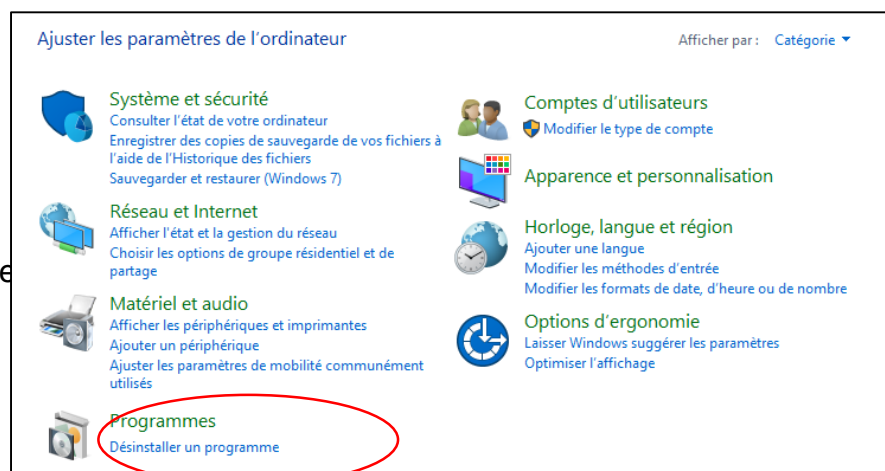 Ajuster les paramètres de l'ordinateur
Afficher par : Catégorie
Système et sécurité
Consulter l'état de votre ordinateur
Enregistrer des copies de sauvegarde de vos fichiers à
l'aide de l'Historique des fichiers
Sauvegarder et restaurer (Windows 7)
Réseau et Internet
Afficher l'état et la gestion du réseau
Choisir les options de groupe résidentiel et de
partage
Matériel et audio
Afficher les périphériques et imprimantes
Ajouter un périphérique
Ajuster les paramètres de mobilité communément
utilisés
Programmes
Désinstaller un programme
Comptes d'utilisateurs
Modifier le type de compte
Apparence et personnalisation
Horloge, langue et région
Ajouter une langue
Modifier les méthodes d'entrée
Modifier les formats de date, d'heure ou de nombre
Options d'ergonomie
Laisser Windows suggérer les paramètres
Optimiser l'affichage